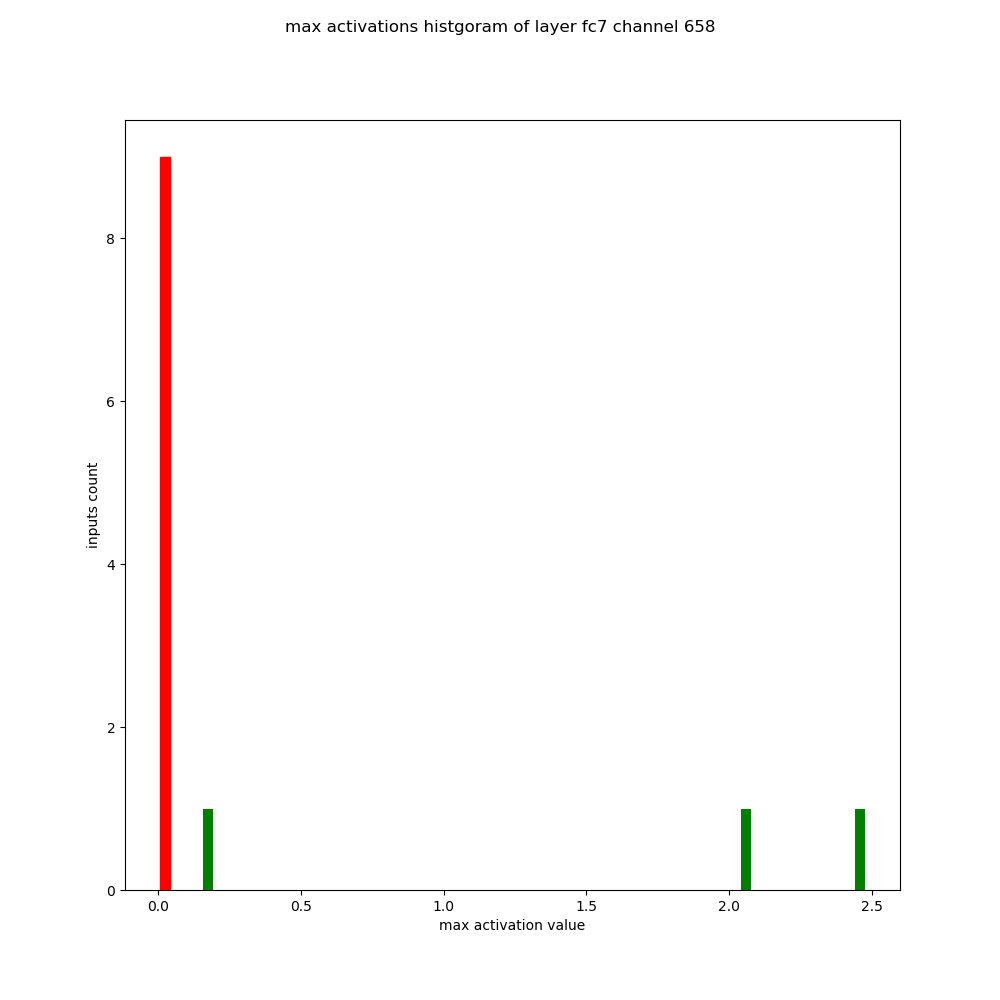 max activations histgoram of layer fc7 channel 658
8
6
4
2
0
inputs count
0.0 0.5 1.0 1.5 2.0 2.5
max activation value